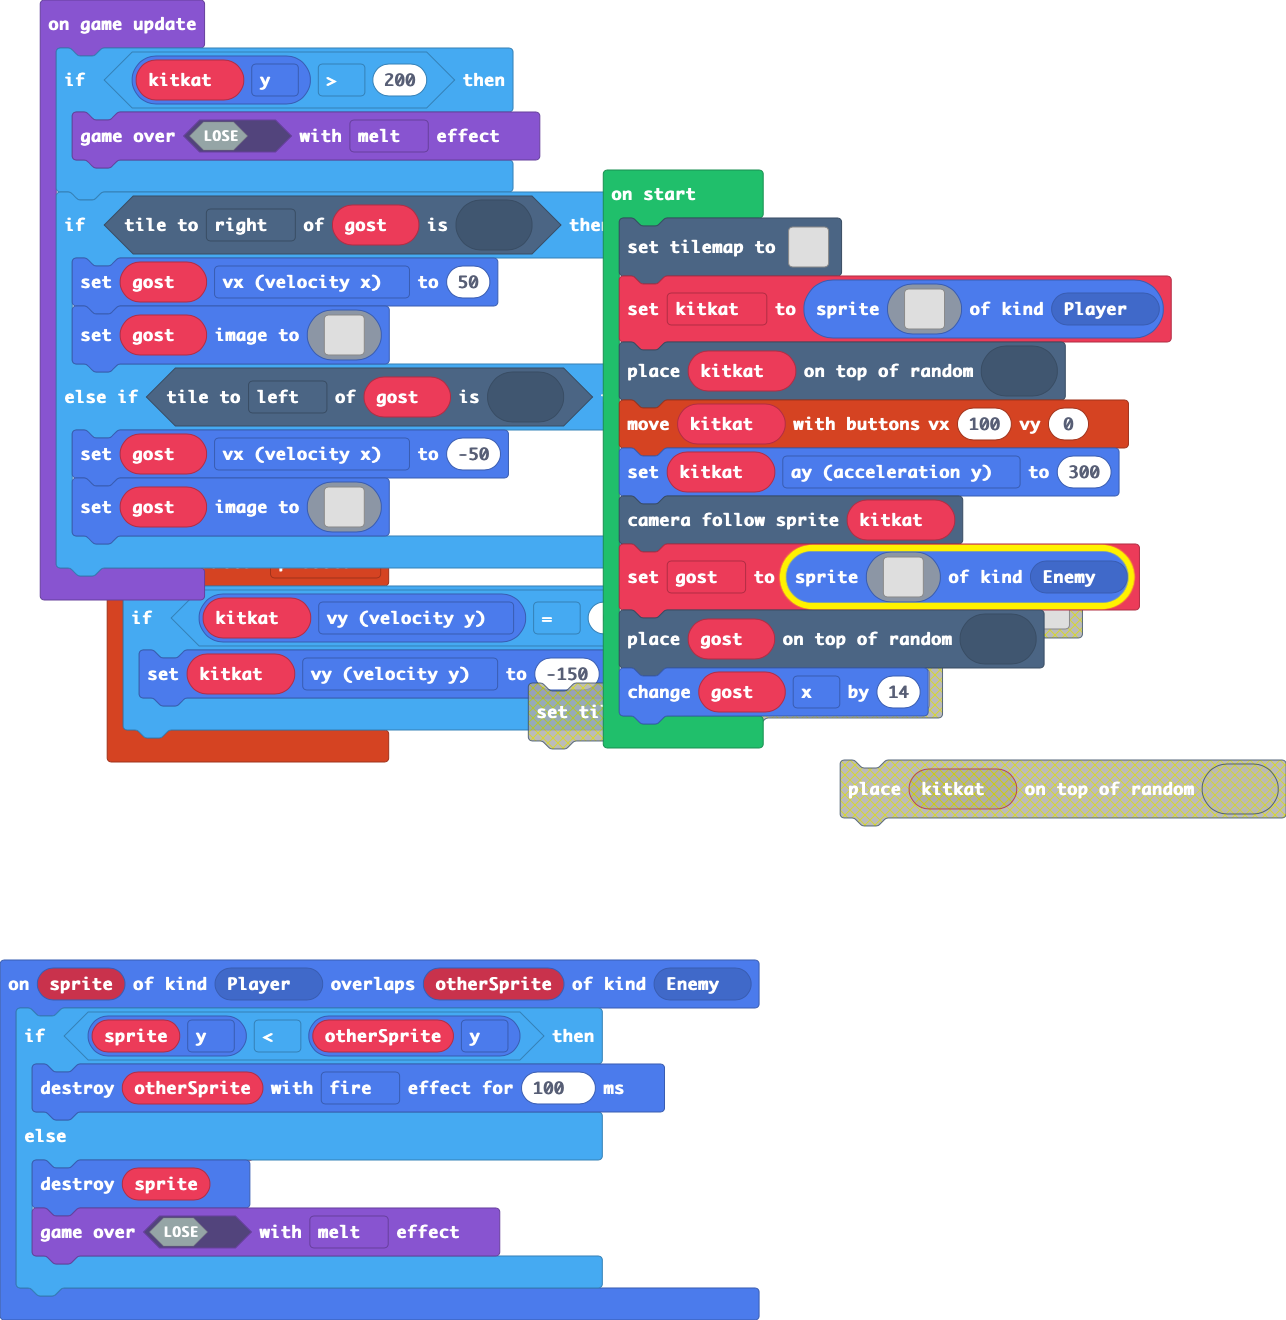 on game update
if kitkat y > 200 then
game over LOSE with melt effect
if tile to right of gost is
set gost vx (velocity x) to 50
set gost image to
else if tile to left of gost is
set gost vx (velocity x) to -50
set gost image to
if kitkat vy (velocity y) =
set kitkat vy (velocity y) to -150
on start
set tilemap to
set kitkat to sprite of kind Player
place kitkat on top of random
move kitkat with buttons vx 100 vy 0
set kitkat ay (acceleration y) to 300
camera follow sprite kitkat
set gost to sprite of kind Enemy
place gost on top of random
change gost x by 14
set
place kitkat on top of random
on sprite of kind Player overlaps otherSprite of kind Enemy
if sprite y < otherSprite y then
destroy otherSprite with fire effect for 100 ms
else
destroy sprite
game over LOSE with melt effect